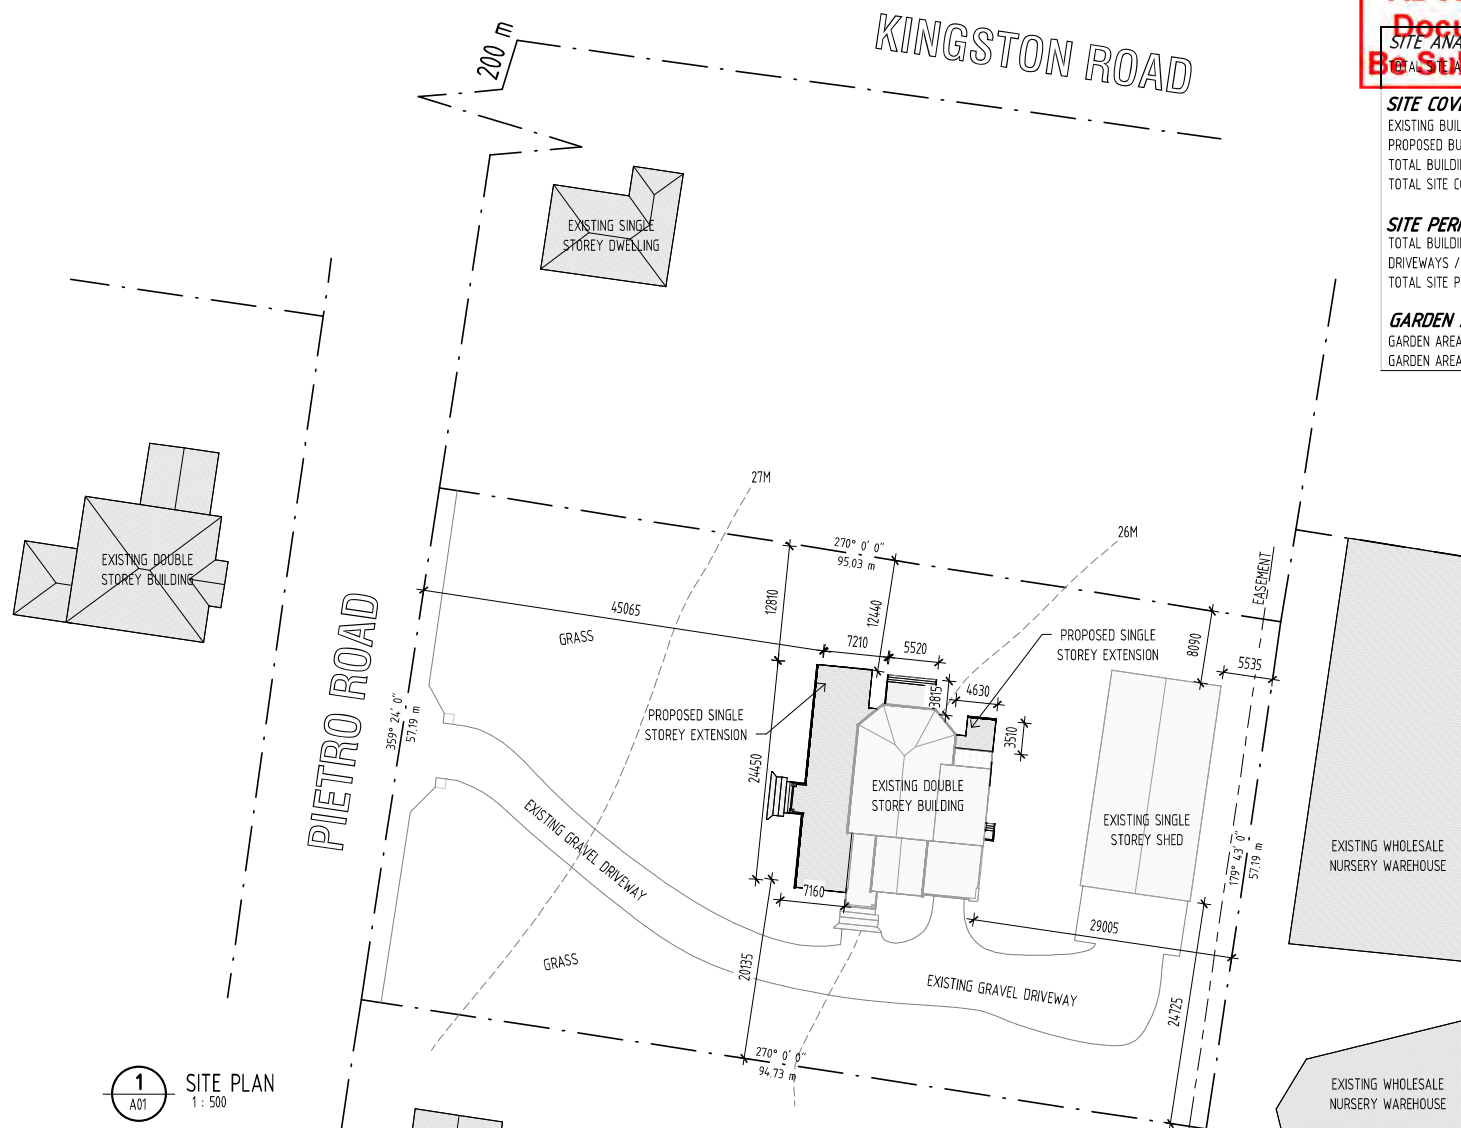 KINGSTON ROAD
200 m
SITE COV
EXISTING BUIL
PROPOSED BU
TOTAL BUILDI
TOTAL SITE CO
SITE PER
TOTAL BUILDI
DRIVEWAYS /
TOTAL SITE P
GARDEN
GARDEN AREA
GARDEN AREA
EXISTING SINGLE
STOREY DWELLING
27M
26M
EXISTING DOUBLE
STOREY BUILDING
PIETRO ROAD
359° 24' 0"
57.19 m
270° 0' 0"
95.03 m
EASEMENT
45065
GRASS
12810
12440
7210
5520
PROPOSED SINGLE
STOREY EXTENSION
8090
5535
3815
4630
3510
PROPOSED SINGLE
STOREY EXTENSION
24450
EXISTING DOUBLE
STOREY BUILDING
EXISTING SINGLE
STOREY SHED
179° 43' 0"
57.19 m
EXISTING WHOLESALE
NURSERY WAREHOUSE
EXISTING GRAVEL DRIVEWAY
7160
29005
GRASS
20135
EXISTING GRAVEL DRIVEWAY
24725
270° 0' 0"
94.73 m
EXISTING WHOLESALE
NURSERY WAREHOUSE
1
A01
SITE PLAN
1 : 500